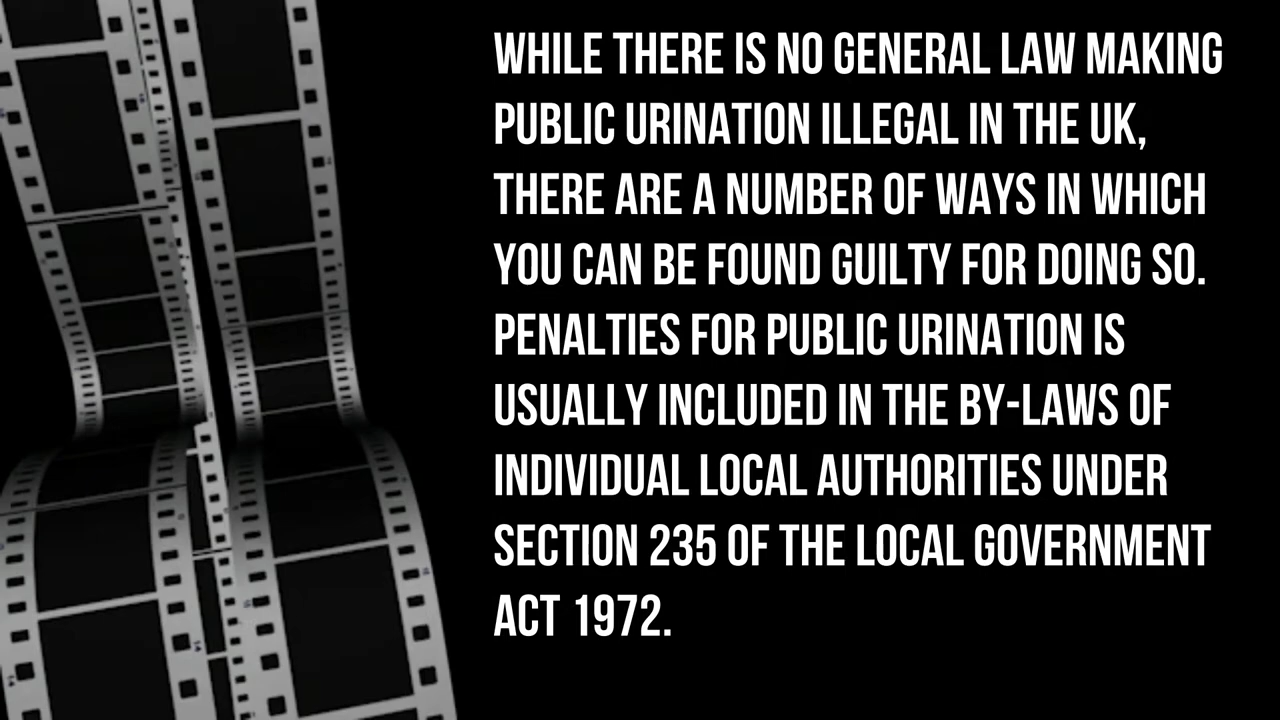 WHILE THERE IS NO GENERAL LAW MAKING
PUBLIC URINATION ILLEGAL IN THE UK,
THERE ARE A NUMBER OF WAYS IN WHICH
YOU CAN BE FOUND GUILTY FOR DOING SO.
PENALTIES FOR PUBLIC URINATION IS
USUALLY INCLUDED IN THE BY-LAWS OF
INDIVIDUAL LOCAL AUTHORITIES UNDER
SECTION 235 OF THE LOCAL GOVERNMENT
ACT 1972.